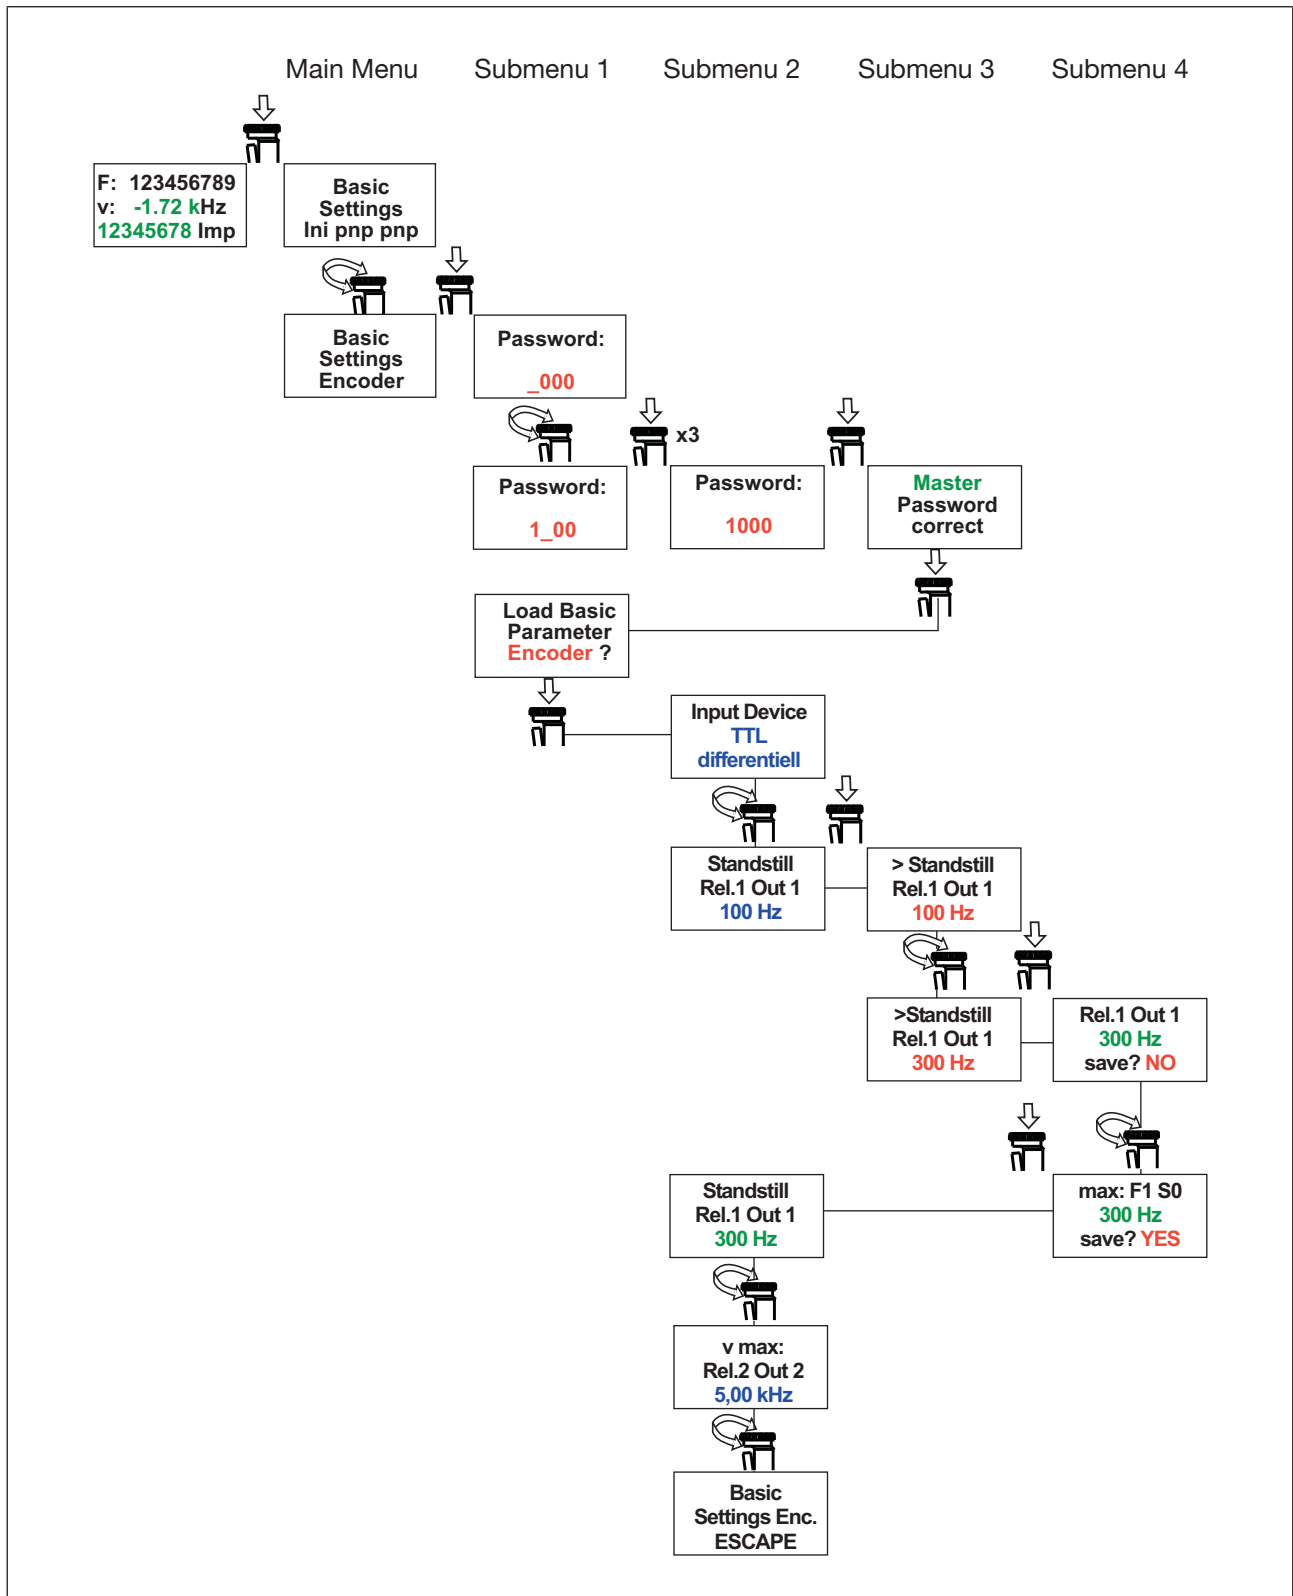 Main Menu Submenu 1 Submenu 2 Submenu 3 Submenu 4
F: 123456789
v: -1.72 kHz
12345678 Imp
Basic
Settings
Ini pnp pnp
Basic
Settings
Encoder
Password:
_000
x3
Password:
1_00
Password:
1000
Master
Password
correct
Load Basic
Parameter
Encoder ?
Input Device
TTL
differentiell
Standstill
Rel.1 Out 1
100 Hz
> Standstill
Rel.1 Out 1
100 Hz
>Standstill
Rel.1 Out 1
300 Hz
Rel.1 Out 1
300 Hz
save? NO
Standstill
Rel.1 Out 1
300 Hz
max: F1 S0
300 Hz
save? YES
v max:
Rel.2 Out 2
5,00 kHz
Basic
Settings Enc.
ESCAPE